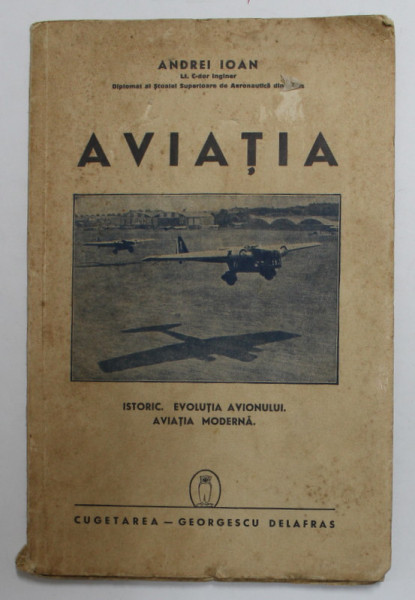 ANDREI IOAN
Lt. C-dor Inginer
Diplomat al Școalei Superioare de Aeronautică din
AVIAȚIA
ISTORIC. EVOLUȚIA AVIONULUI.
AVIAȚIA MODERNĂ.
CUGETAREA — GEORGESCU DELAFRAS